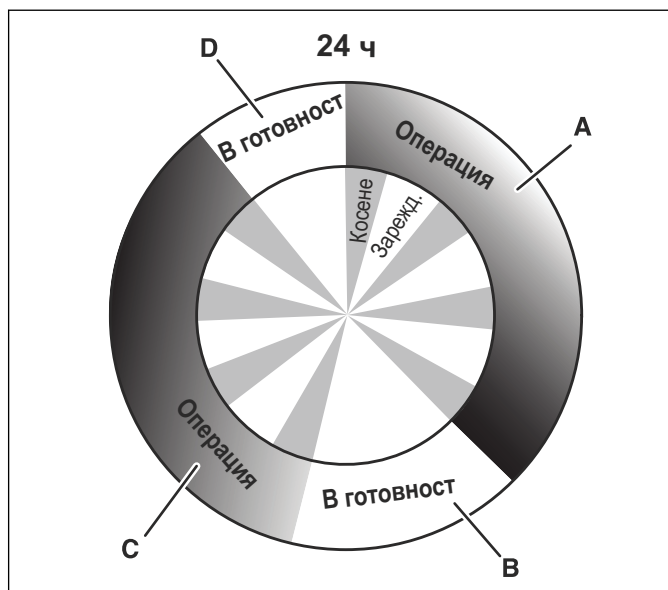 D
24 ч
В готовност
Операция
A
Косене
Зарежд.
Операция
В готовност
C
B